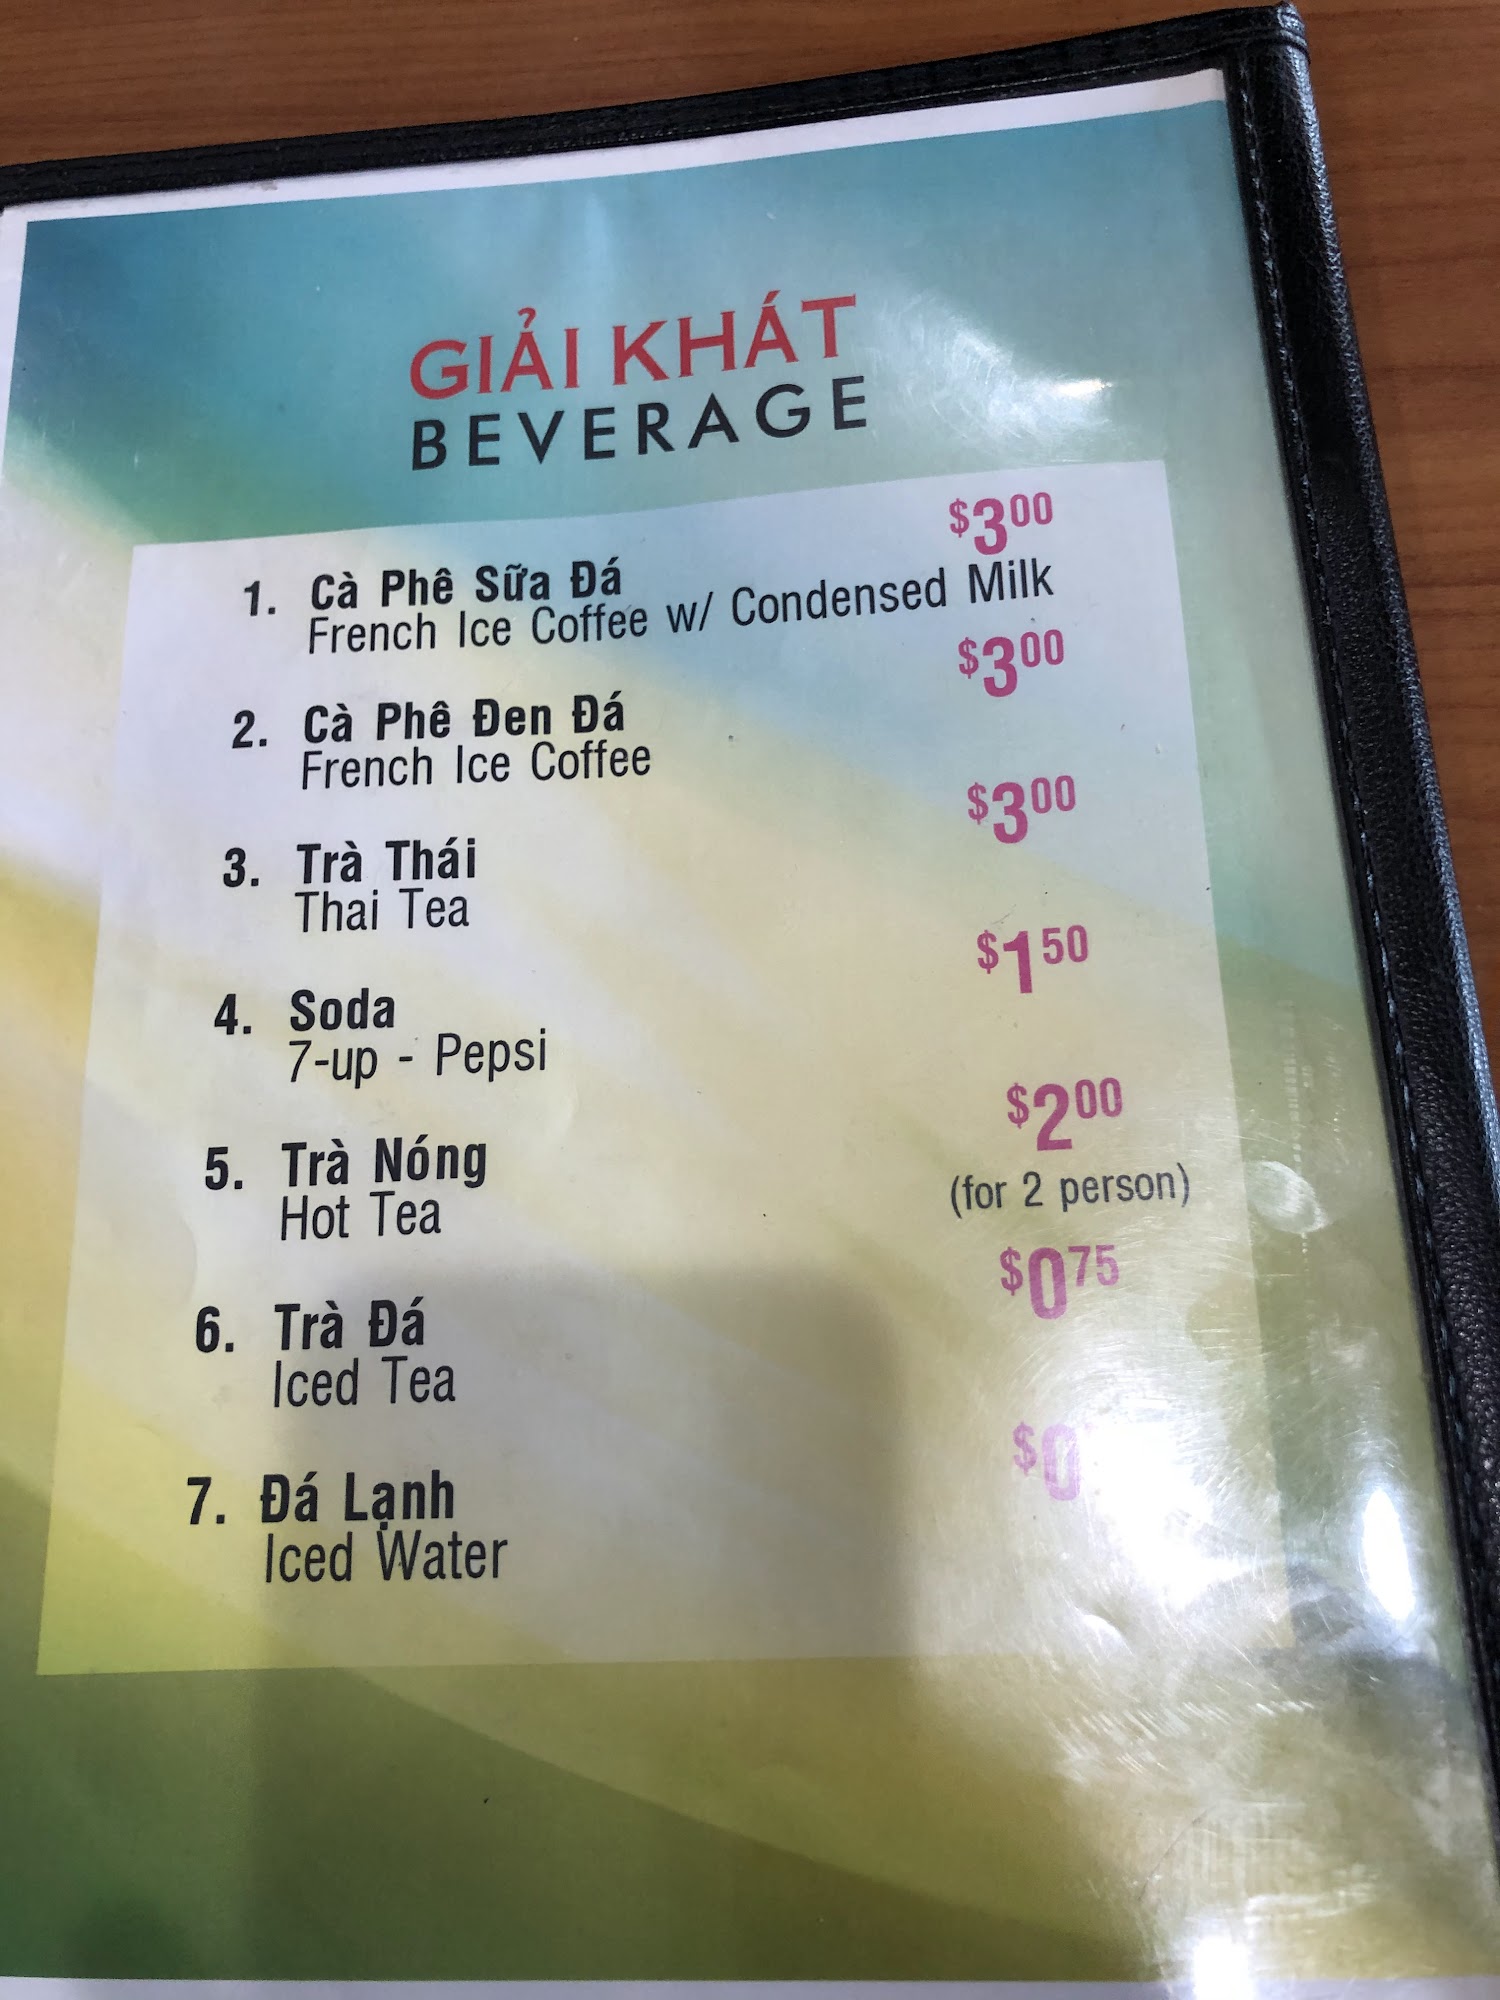 GIẢI KHÁT
BEVERAGE
1. Cà Phê Sữa Đá $3.00
French Ice Coffee w/ Condensed Milk
2. Cà Phê Đen Đá $3.00
French Ice Coffee
3. Trà Thái $3.00
Thai Tea
4. Soda $1.50
7-up - Pepsi
5. Trà Nóng $2.00
Hot Tea (for 2 person)
6. Trà Đá $0.75
Iced Tea
7. Đá Lạnh
Iced Water